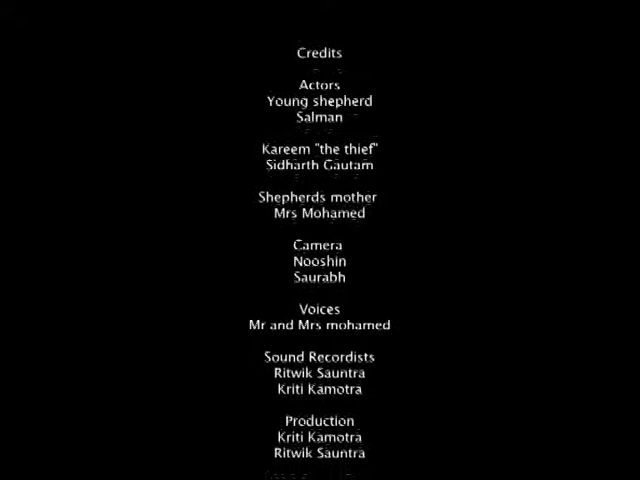 Credits
Actors
Young shepherd
Salman
Kareem "the thief"
Sidharth Gautam
Shepherds mother
Mrs Mohamed
Camera
Nooshin
Saurabh
Voices
Mr and Mrs mohamed
Sound Recordists
Ritwik Sauntra
Kriti Kamotra
Production
Kriti Kamotra
Ritwik Sauntra